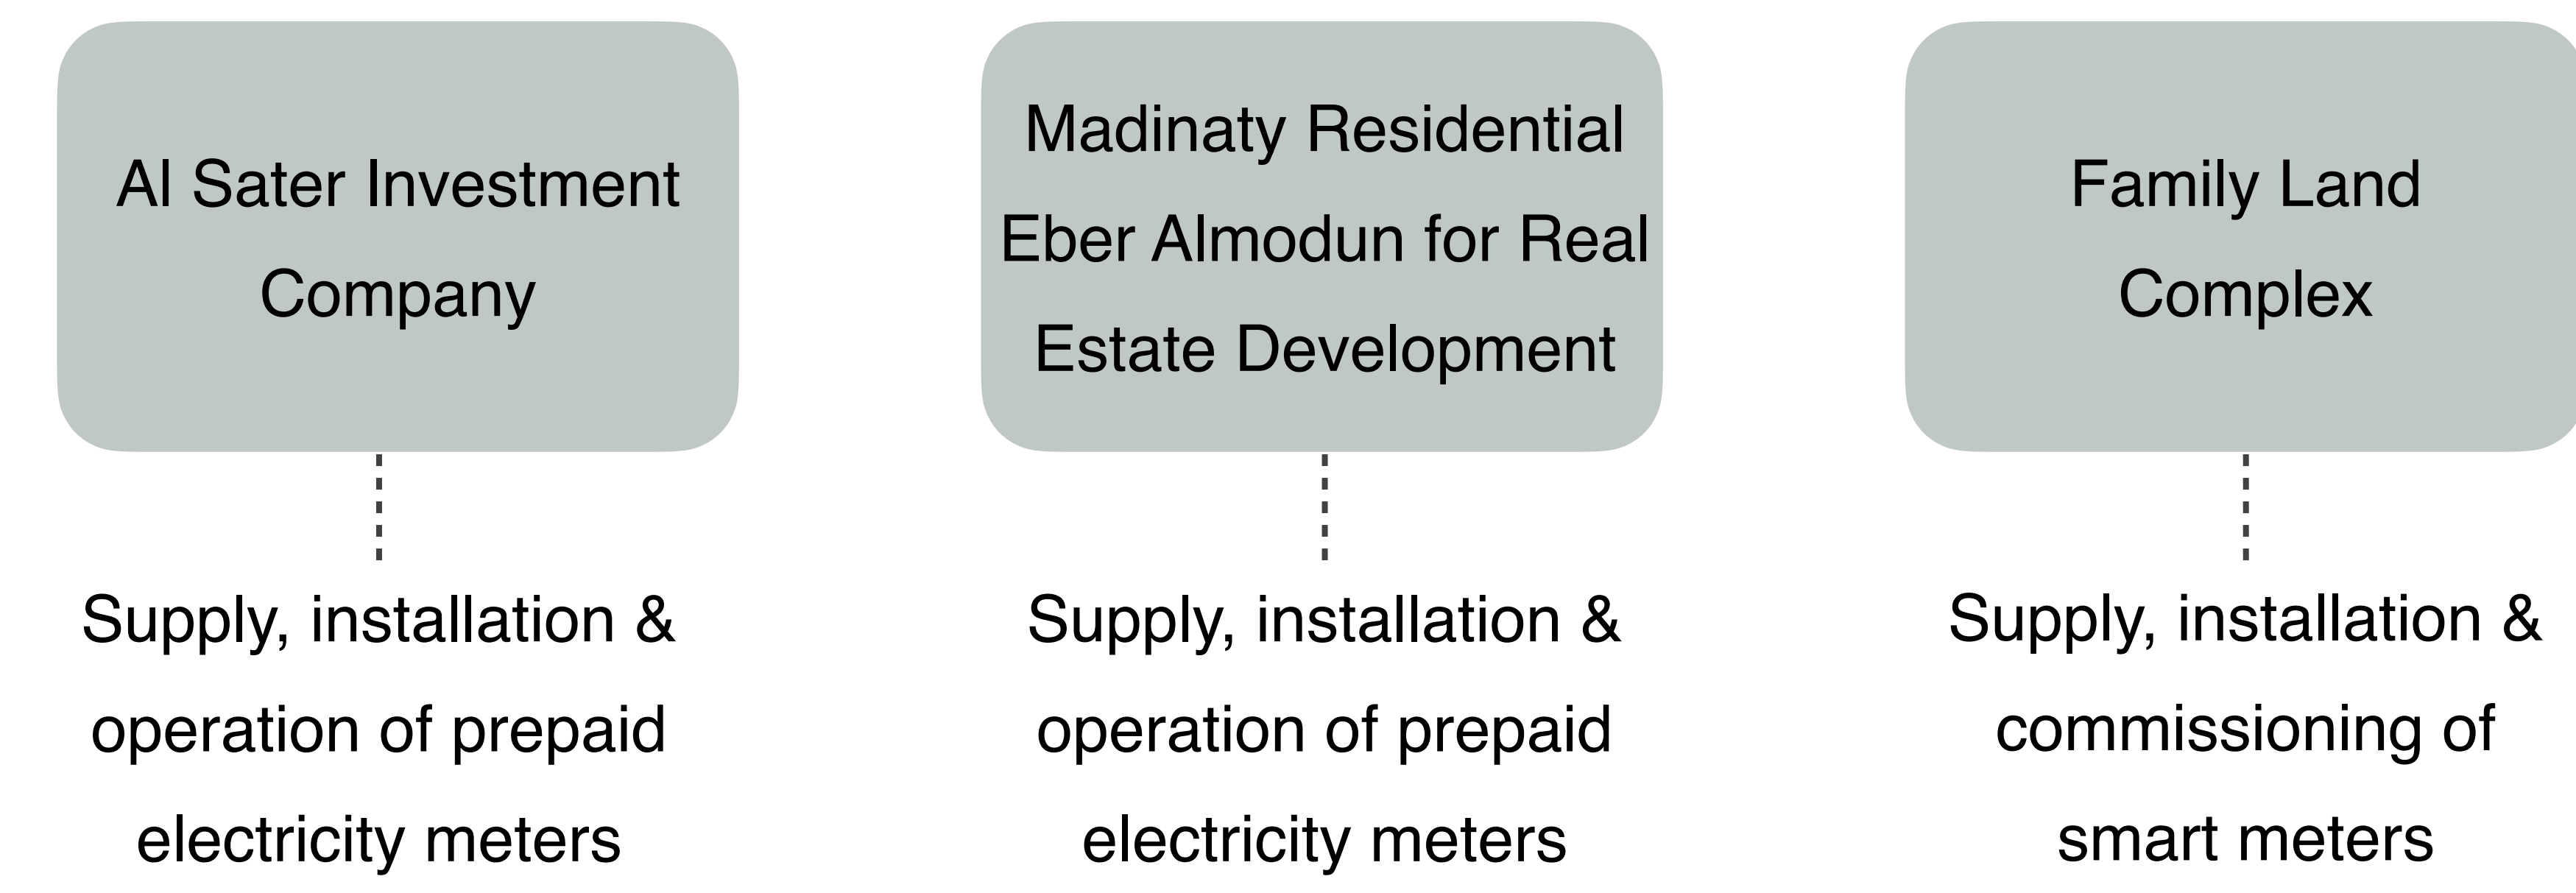 Al Sater Investment
Company
Supply, installation &
operation of prepaid
electricity meters
Madinaty Residential
Eber Almodun for Real
Estate Development
Supply, installation &
operation of prepaid
electricity meters
Family Land
Complex
Supply, installation &
commissioning of
smart meters